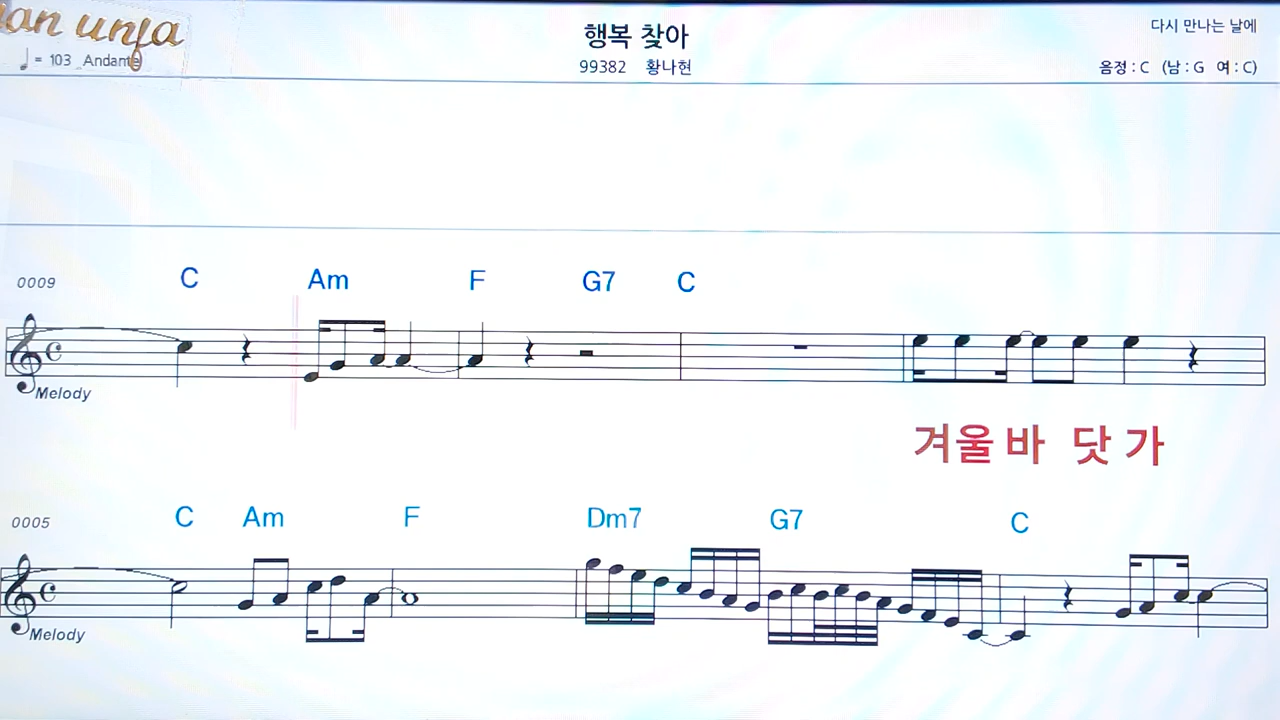 an unja
♩ = 103 Andante
행복 찾아
99382 황나현
다시 만나는 날에
음정 : C (남 : G 여 : C)
0009 C Am F G7 C
Melody
겨울 바 닷 가
0005 C Am F Dm7 G7 C
Melody